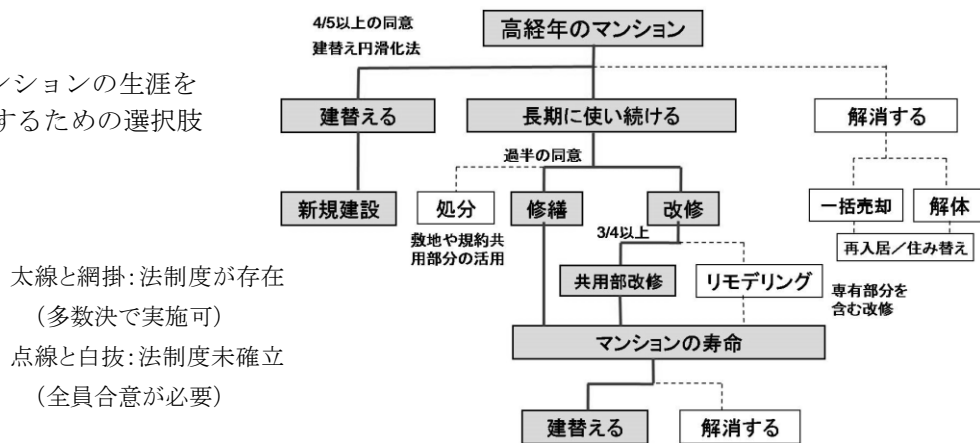 4/5以上の同意
建替え円滑化法
高経年のマンション
ンションの生涯を
するための選択肢
建替える
長期に使い続ける
解消する
過半の同意
新規建設
処分
修繕
改修
一括売却
解体
敷地や規約共
用部分の活用
3/4以上
再入居／住み替え
太線と網掛：法制度が存在
（多数決で実施可）
点線と白抜：法制度未確立
（全員合意が必要）
共用部改修
リモデリング
専有部分を
含む改修
マンションの寿命
建替える
解消する